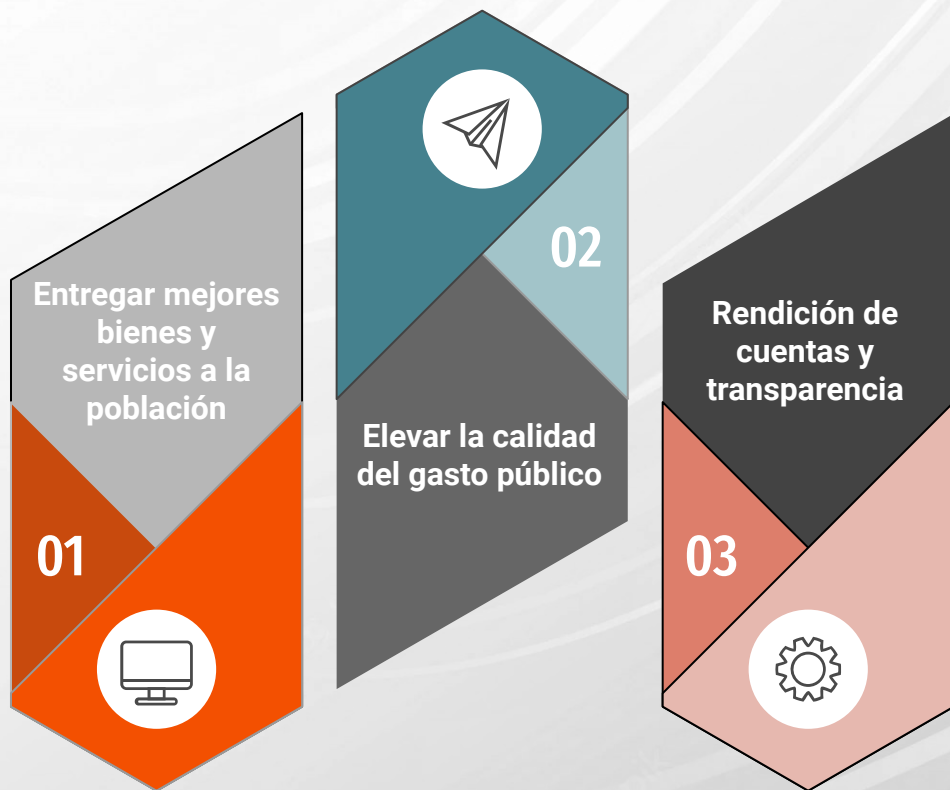 Entregar mejores
bienes y
servicios a la
población
01
02
Elevar la calidad
del gasto público
Rendición de
cuentas y
transparencia
03